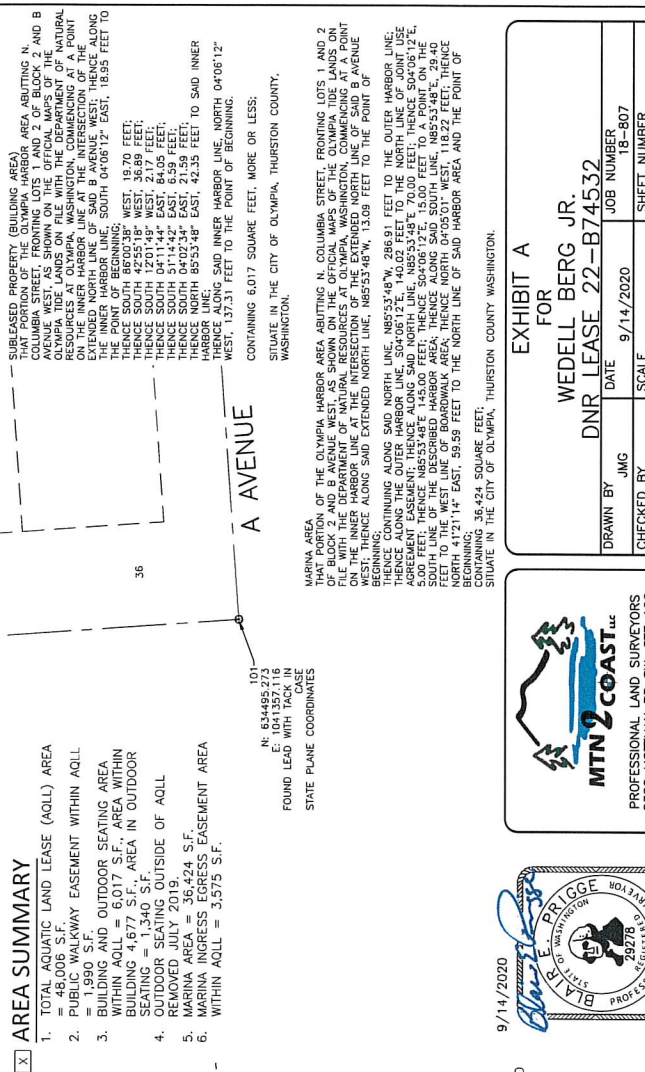 X AREA SUMMARY
1. TOTAL AQUATIC LAND LEASE (AQLL) AREA
= 48,006 S.F.
2. PUBLIC WALKWAY EASEMENT WITHIN AQLL
= 1,990 S.F.
3. BUILDING AND OUTDOOR SEATING AREA
WITHIN AQLL = 6,017 S.F., AREA WITHIN
BUILDING 4,677 S.F., AREA IN OUTDOOR
SEATING = 1,340 S.F.
4. OUTDOOR SEATING OUTSIDE OF AQLL
REMOVED JULY 2019.
5. MARINA AREA = 36,424 S.F.
6. MARINA INGRESS EGRESS EASEMENT AREA
WITHIN AQLL = 3,575 S.F.
36
A AVENUE
101
N: 634495.273
E: 1041357.116
FOUND LEAD WITH TACK IN
CASE
STATE PLANE COORDINATES
SUBLEASED PROPERTY (BUILDING AREA)
THAT PORTION OF THE OLYMPIA HARBOR AREA ABUTTING N.
COLUMBIA STREET, FRONTING LOTS 1 AND 2 OF BLOCK 2 AND B
AVENUE WEST, AS SHOWN ON THE OFFICIAL MAPS OF THE
OLYMPIA TIDE LANDS ON FILE WITH THE DEPARTMENT OF NATURAL
RESOURCES AT OLYMPIA, WASHINGTON, COMMENCING AT A POINT
ON THE INNER HARBOR LINE AT THE INTERSECTION OF THE
EXTENDED NORTH LINE OF SAID B AVENUE WEST; THENCE ALONG
THE INNER HARBOR LINE, SOUTH 04°06'12" EAST, 18.95 FEET TO
THE POINT OF BEGINNING;
THENCE SOUTH 86°00'38" WEST, 19.70 FEET;
THENCE SOUTH 42°55'18" WEST, 36.89 FEET;
THENCE SOUTH 12°01'49" WEST, 2.17 FEET;
THENCE SOUTH 04°11'44" EAST, 84.05 FEET;
THENCE SOUTH 51°14'42" EAST, 6.59 FEET;
THENCE SOUTH 04°02'34" EAST, 21.59 FEET;
THENCE NORTH 85°53'48" EAST, 42.35 FEET TO SAID INNER
HARBOR LINE;
THENCE ALONG SAID INNER HARBOR LINE, NORTH 04°06'12"
WEST, 137.31 FEET TO THE POINT OF BEGINNING.
CONTAINING 6,017 SQUARE FEET, MORE OR LESS;
SITUATE IN THE CITY OF OLYMPIA, THURSTON COUNTY,
WASHINGTON.
MARINA AREA
THAT PORTION OF THE OLYMPIA HARBOR AREA ABUTTING N. COLUMBIA STREET, FRONTING LOTS 1 AND 2
OF BLOCK 2 AND B AVENUE WEST, AS SHOWN ON THE OFFICIAL MAPS OF THE OLYMPIA TIDE LANDS ON
FILE WITH THE DEPARTMENT OF NATURAL RESOURCES AT OLYMPIA, WASHINGTON, COMMENCING AT A POINT
ON THE INNER HARBOR LINE AT THE INTERSECTION OF THE EXTENDED NORTH LINE OF SAID B AVENUE
WEST; THENCE ALONG SAID EXTENDED NORTH LINE, N85°53'48"W, 13.09 FEET TO THE POINT OF
BEGINNING;
THENCE CONTINUING ALONG SAID NORTH LINE, N85°53'48"W, 286.91 FEET TO THE OUTER HARBOR LINE;
THENCE ALONG THE OUTER HARBOR LINE, S04°06'12"E, 140.02 FEET TO THE NORTH LINE OF JOINT USE
AGREEMENT EASEMENT; THENCE ALONG SAID NORTH LINE, N85°53'48"E 70.00 FEET; THENCE S04°06'12"E,
5.00 FEET; THENCE N85°53'48"E 145.00 FEET; THENCE S04°06'12"E, 15.00 FEET TO A POINT ON THE
SOUTH LINE OF THE DESCRIBED HARBOR AREA; THENCE ALONG SAID SOUTH LINE, N85°53'48"E, 29.40
FEET TO THE WEST LINE OF BOARDWALK AREA; THENCE NORTH 04°05'01" WEST, 118.22 FEET; THENCE
NORTH 41°21'14" EAST, 59.59 FEET TO THE NORTH LINE OF SAID HARBOR AREA AND THE POINT OF
BEGINNING;
CONTAINING 36,424 SQUARE FEET;
SITUATE IN THE CITY OF OLYMPIA, THURSTON COUNTY WASHINGTON.
9/14/2020
BLAIR E. PRIGGE
STATE OF WASHINGTON
29278
REGISTERED
MTN 2 COAST LLC
PROFESSIONAL LAND SURVEYORS
EXHIBIT A
FOR
WEDELL BERG JR.
DNR LEASE 22-B74532
DRAWN BY
JMG
DATE
9/14/2020
JOB NUMBER
18-807
CHECKED BY
SCALE
SHEET NUMBER